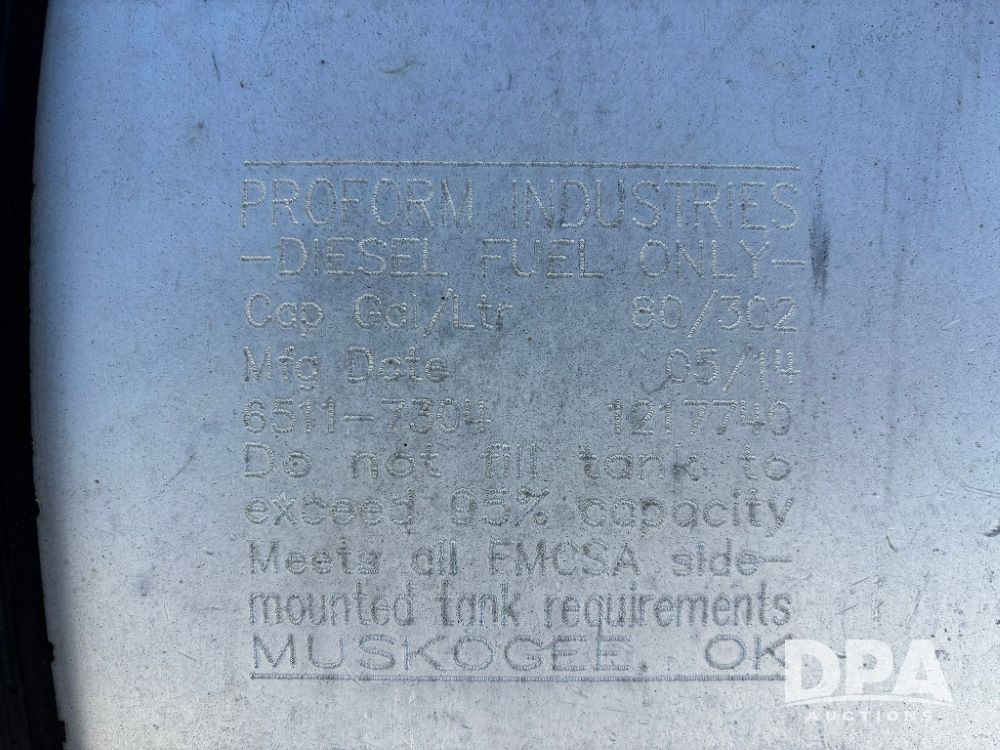 PROFORM INDUSTRIES
-DIESEL FUEL ONLY-
Cap Gal/Ltr 80/302
Mfg Date 05/14
6511-7304 1217740
Do not fill tank to
exceed 95% capacity
Meets all FMCSA side-
mounted tank requirements
MUSKOGEE, OK
DPA
AUCTIONS